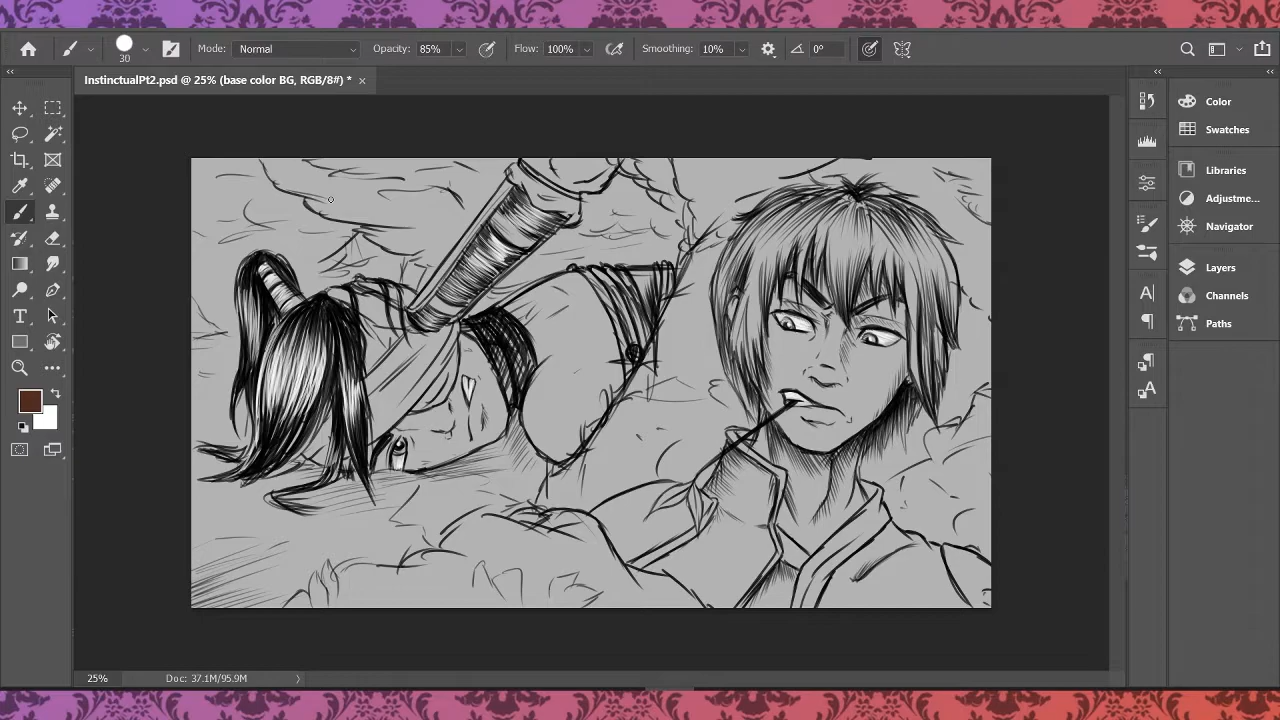 Mode: Normal Opacity: 85% Flow: 100% Smoothing: 10% 0°
30
InstinctualPt2.psd @ 25% (base color BG, RGB/8#) * ×
Color
Swatches
Libraries
Adjustme...
Navigator
Layers
Channels
Paths
25% Doc: 37.1M/95.9M